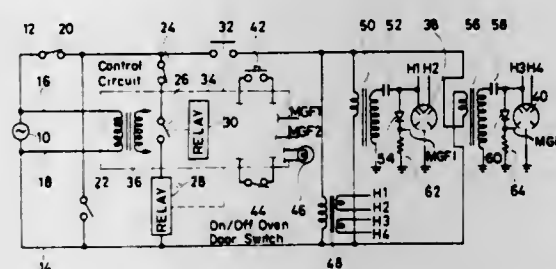 12 20 24 32 42 50 52 38 56 58
Control
Circuit
H1 H2
H3 H4
16 26 34
40
10
RELAY
30
MGF1
MGF2
54 MGF1
60
18 22 36
RELAY
28
44 46
62
64
H1
H2
H3
H4
On/Off Oven
Door Switch
14
48